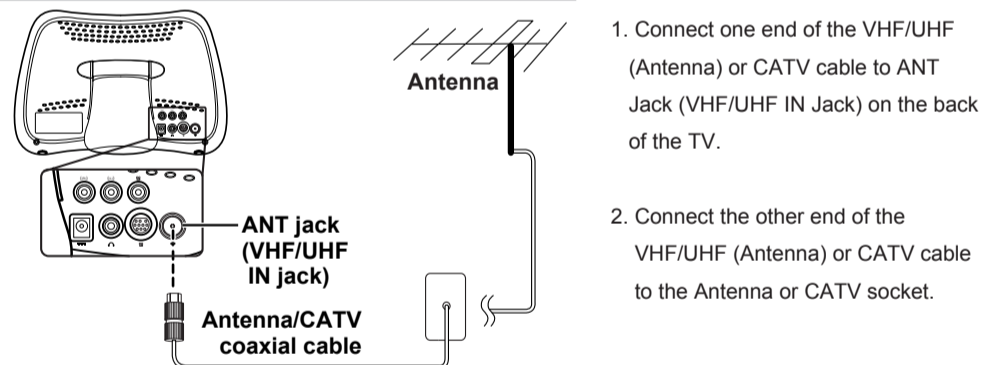 Antenna
ANT jack
(VHF/UHF
IN jack)
Antenna/CATV
coaxial cable
1. Connect one end of the VHF/UHF
(Antenna) or CATV cable to ANT
Jack (VHF/UHF IN Jack) on the back
of the TV.
2. Connect the other end of the
VHF/UHF (Antenna) or CATV cable
to the Antenna or CATV socket.